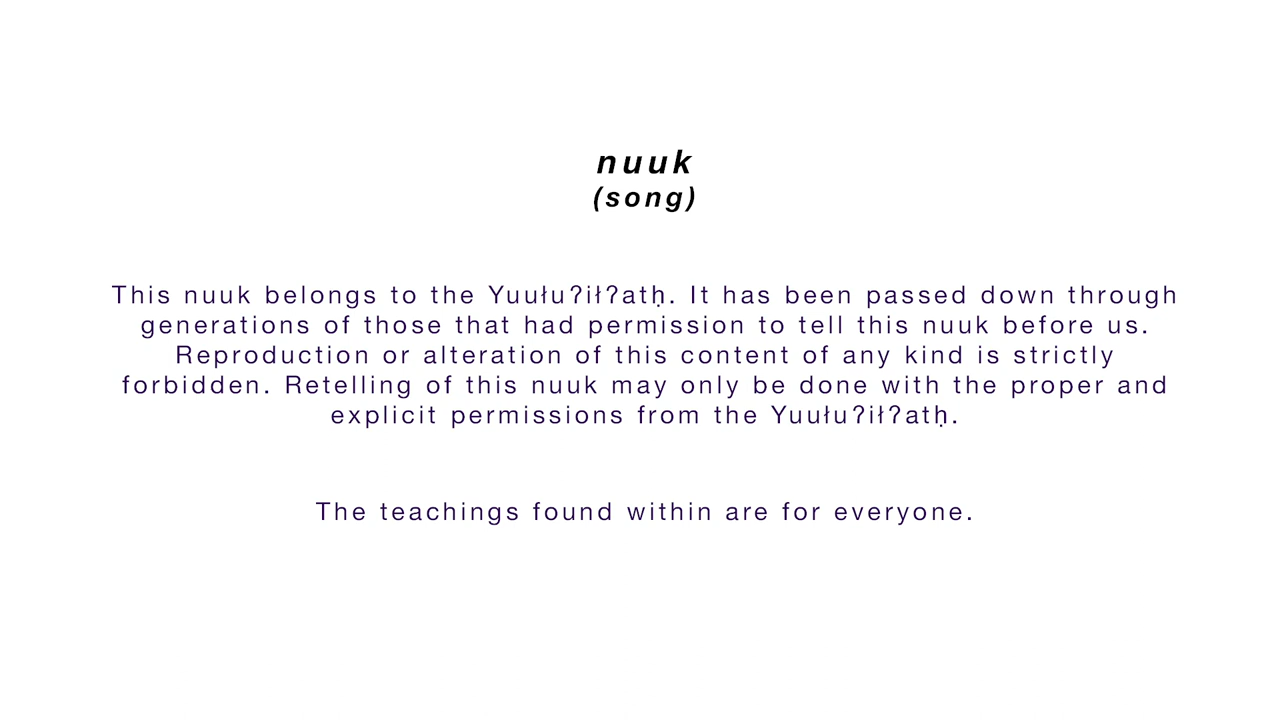 nuuk
(song)
This nuuk belongs to the Yuułuʔiłʔatḥ. It has been passed down through
generations of those that had permission to tell this nuuk before us.
Reproduction or alteration of this content of any kind is strictly
forbidden. Retelling of this nuuk may only be done with the proper and
explicit permissions from the Yuułuʔiłʔatḥ.
The teachings found within are for everyone.